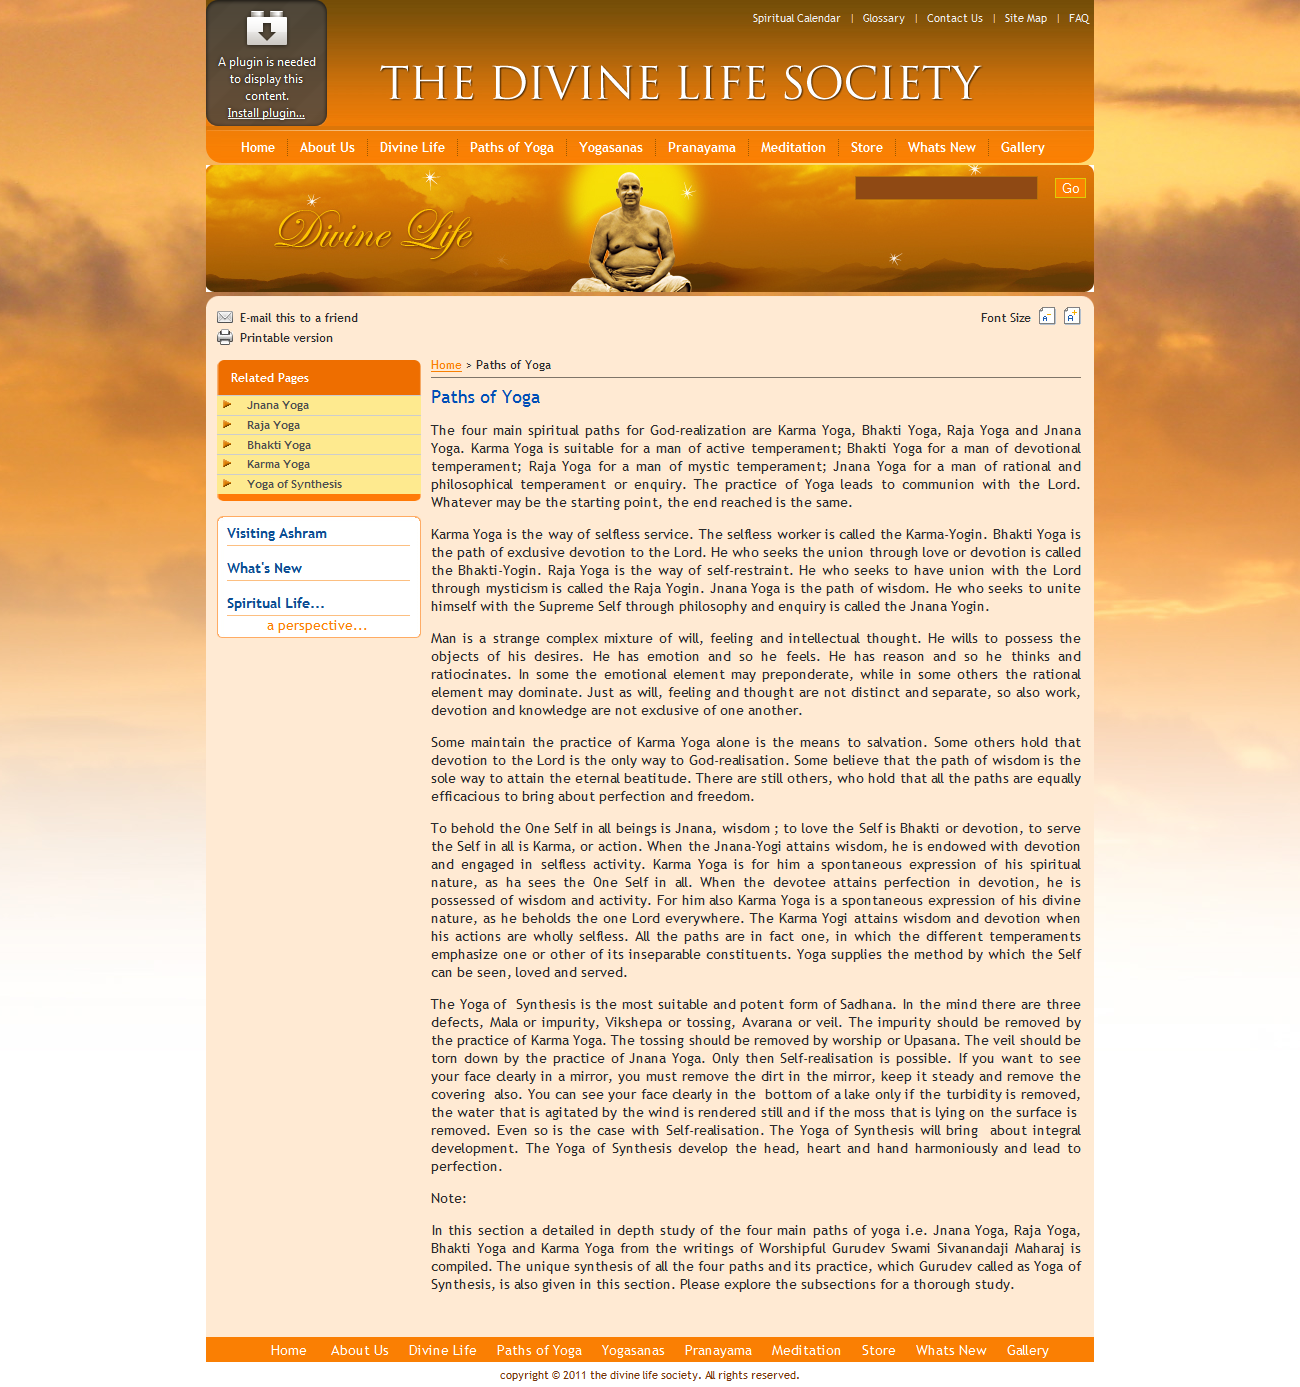 A plugin is needed
to display this
content.
Install plugin...
Spiritual Calendar | Glossary | Contact Us | Site Map | FAQ
THE DIVINE LIFE SOCIETY
Home About Us Divine Life Paths of Yoga Yogasanas Pranayama Meditation Store Whats New Gallery
Divine Life
Go
E-mail this to a friend
Printable version
Font Size A- A+
Related Pages
Jnana Yoga
Raja Yoga
Bhakti Yoga
Karma Yoga
Yoga of Synthesis
Visiting Ashram
What's New
Spiritual Life...
a perspective...
Home > Paths of Yoga
Paths of Yoga
The four main spiritual paths for God-realization are Karma Yoga, Bhakti Yoga, Raja Yoga and Jnana
Yoga. Karma Yoga is suitable for a man of active temperament; Bhakti Yoga for a man of devotional
temperament; Raja Yoga for a man of mystic temperament; Jnana Yoga for a man of rational and
philosophical temperament or enquiry. The practice of Yoga leads to communion with the Lord.
Whatever may be the starting point, the end reached is the same.
Karma Yoga is the way of selfless service. The selfless worker is called the Karma-Yogin. Bhakti Yoga is
the path of exclusive devotion to the Lord. He who seeks the union through love or devotion is called
the Bhakti-Yogin. Raja Yoga is the way of self-restraint. He who seeks to have union with the Lord
through mysticism is called the Raja Yogin. Jnana Yoga is the path of wisdom. He who seeks to unite
himself with the Supreme Self through philosophy and enquiry is called the Jnana Yogin.
Man is a strange complex mixture of will, feeling and intellectual thought. He wills to possess the
objects of his desires. He has emotion and so he feels. He has reason and so he thinks and
ratiocinates. In some the emotional element may preponderate, while in some others the rational
element may dominate. Just as will, feeling and thought are not distinct and separate, so also work,
devotion and knowledge are not exclusive of one another.
Some maintain the practice of Karma Yoga alone is the means to salvation. Some others hold that
devotion to the Lord is the only way to God-realisation. Some believe that the path of wisdom is the
sole way to attain the eternal beatitude. There are still others, who hold that all the paths are equally
efficacious to bring about perfection and freedom.
To behold the One Self in all beings is Jnana, wisdom ; to love the Self is Bhakti or devotion, to serve
the Self in all is Karma, or action. When the Jnana-Yogi attains wisdom, he is endowed with devotion
and engaged in selfless activity. Karma Yoga is for him a spontaneous expression of his spiritual
nature, as ha sees the One Self in all. When the devotee attains perfection in devotion, he is
possessed of wisdom and activity. For him also Karma Yoga is a spontaneous expression of his divine
nature, as he beholds the one Lord everywhere. The Karma Yogi attains wisdom and devotion when
his actions are wholly selfless. All the paths are in fact one, in which the different temperaments
emphasize one or other of its inseparable constituents. Yoga supplies the method by which the Self
can be seen, loved and served.
The Yoga of Synthesis is the most suitable and potent form of Sadhana. In the mind there are three
defects, Mala or impurity, Vikshepa or tossing, Avarana or veil. The impurity should be removed by
the practice of Karma Yoga. The tossing should be removed by worship or Upasana. The veil should be
torn down by the practice of Jnana Yoga. Only then Self-realisation is possible. If you want to see
your face clearly in a mirror, you must remove the dirt in the mirror, keep it steady and remove the
covering also. You can see your face clearly in the bottom of a lake only if the turbidity is removed,
the water that is agitated by the wind is rendered still and if the moss that is lying on the surface is
removed. Even so is the case with Self-realisation. The Yoga of Synthesis will bring about integral
development. The Yoga of Synthesis develop the head, heart and hand harmoniously and lead to
perfection.
Note:
In this section a detailed in depth study of the four main paths of yoga i.e. Jnana Yoga, Raja Yoga,
Bhakti Yoga and Karma Yoga from the writings of Worshipful Gurudev Swami Sivanandaji Maharaj is
compiled. The unique synthesis of all the four paths and its practice, which Gurudev called as Yoga of
Synthesis, is also given in this section. Please explore the subsections for a thorough study.
Home About Us Divine Life Paths of Yoga Yogasanas Pranayama Meditation Store Whats New Gallery
copyright © 2011 the divine life society. All rights reserved.